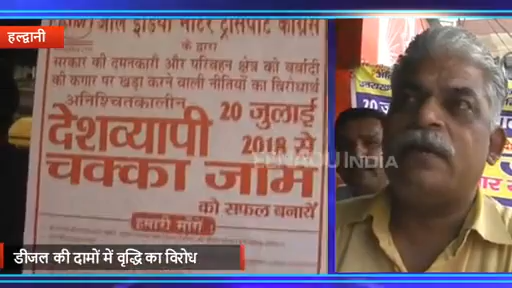 हल्द्वानी
ऑल इंडिया मोटर ट्रांसपोर्ट कांग्रेस
के द्वारा
सरकार की दमनकारी और परिवहन क्षेत्र को बर्बादी
की कगार पर खड़ा करने वाली नीतियों का विरोधार्थ
अनिश्चितकालीन 20 जुलाई
देशव्यापी 2018 से
चक्का जाम
को सफल बनायें
हमारी मांगें
20 जु
INDIA
डीजल की दामों में वृद्धि का विरोध